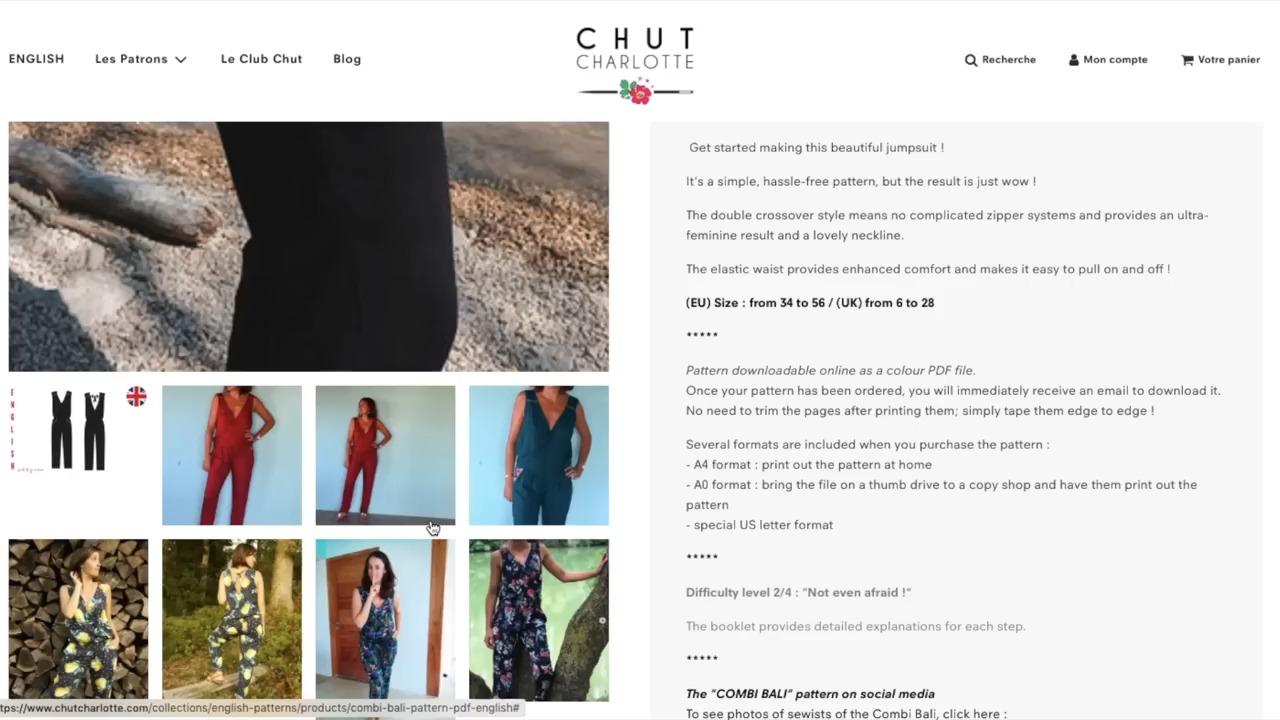 CHUT
CHARLOTTE
ENGLISH
Les Patrons
Le Club Chut
Blog
Recherche
Mon compte
Votre panier
Get started making this beautiful jumpsuit !
It's a simple, hassle-free pattern, but the result is just wow !
The double crossover style means no complicated zipper systems and provides an ultra-
feminine result and a lovely neckline.
The elastic waist provides enhanced comfort and makes it easy to pull on and off !
(EU) Size : from 34 to 56 / (UK) from 6 to 28
*****
Pattern downloadable online as a colour PDF file.
Once your pattern has been ordered, you will immediately receive an email to download it.
No need to trim the pages after printing them; simply tape them edge to edge !
Several formats are included when you purchase the pattern :
- A4 format : print out the pattern at home
- A0 format : bring the file on a thumb drive to a copy shop and have them print out the
pattern
- special US letter format
*****
Difficulty level 2/4 : "Not even afraid !"
The booklet provides detailed explanations for each step.
*****
The "COMBI BALI" pattern on social media
To see photos of sewists of the Combi Bali, click here :
ENGLISH
tps://www.chutcharlotte.com/collections/english-patterns/products/combi-bali-pattern-pdf-english#